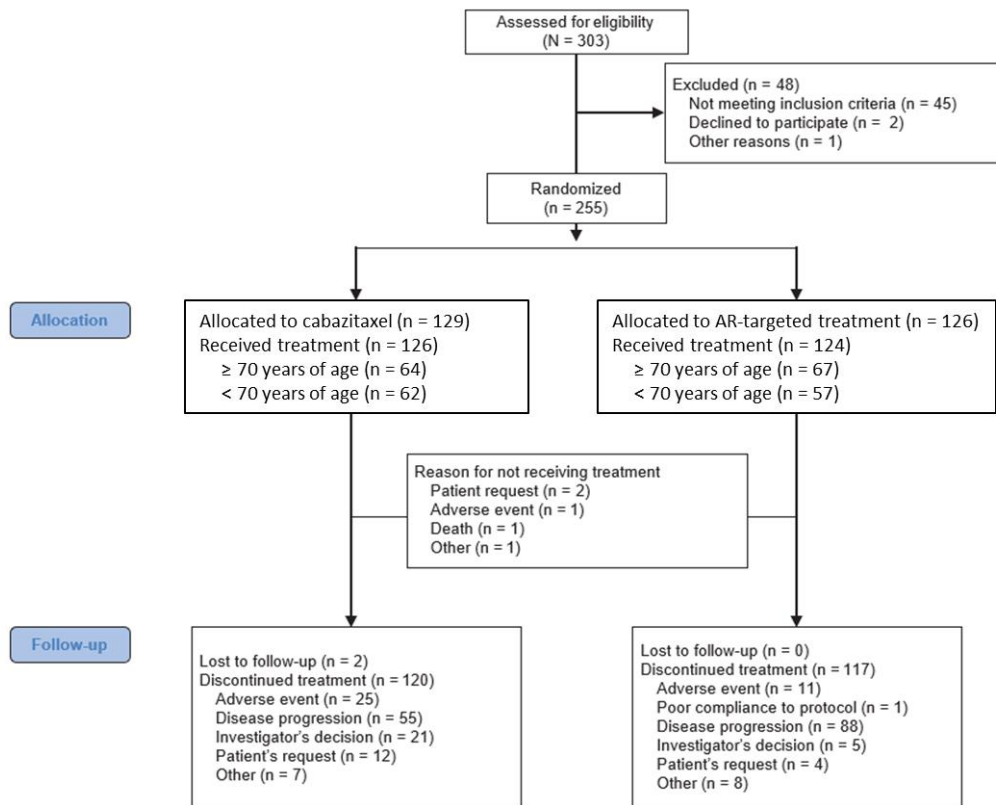 Assessed for eligibility
(N = 303)
Excluded (n = 48)
Not meeting inclusion criteria (n = 45)
Declined to participate (n = 2)
Other reasons (n = 1)
Randomized
(n = 255)
Allocation
Allocated to cabazitaxel (n = 129)
Received treatment (n = 126)
≥ 70 years of age (n = 64)
< 70 years of age (n = 62)
Allocated to AR-targeted treatment (n = 126)
Received treatment (n = 124)
≥ 70 years of age (n = 67)
< 70 years of age (n = 57)
Reason for not receiving treatment
Patient request (n = 2)
Adverse event (n = 1)
Death (n = 1)
Other (n = 1)
Follow-up
Lost to follow-up (n = 2)
Discontinued treatment (n = 120)
Adverse event (n = 25)
Disease progression (n = 55)
Investigator's decision (n = 21)
Patient's request (n = 12)
Other (n = 7)
Lost to follow-up (n = 0)
Discontinued treatment (n = 117)
Adverse event (n = 11)
Poor compliance to protocol (n = 1)
Disease progression (n = 88)
Investigator's decision (n = 5)
Patient's request (n = 4)
Other (n = 8)